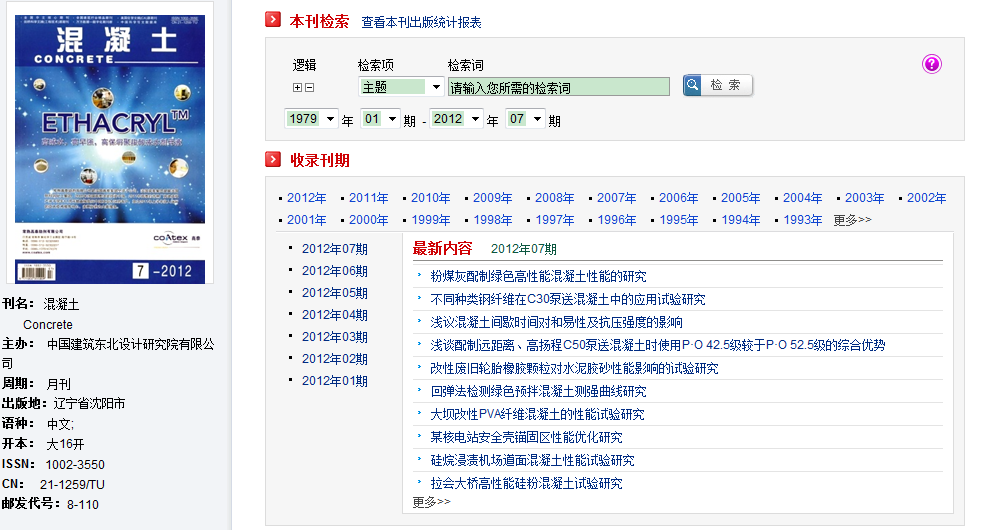 混 凝 土
CONCRETE
ETHACRYL™
coatex 高泰
7 -2012
刊名： 混凝土
Concrete
主办： 中国建筑东北设计研究院有限公
司
周期： 月刊
出版地： 辽宁省沈阳市
语种： 中文;
开本： 大16开
ISSN： 1002-3550
CN： 21-1259/TU
邮发代号： 8-110
本刊检索 查看本刊出版统计报表
逻辑 检索项 检索词
主题 请输入您所需的检索词 检 索 ?
1979 年 01 期 - 2012 年 07 期
收录刊期
2012年 2011年 2010年 2009年 2008年 2007年 2006年 2005年 2004年 2003年 2002年
2001年 2000年 1999年 1998年 1997年 1996年 1995年 1994年 1993年 更多>>
2012年07期
2012年06期
2012年05期
2012年04期
2012年03期
2012年02期
2012年01期
最新内容 2012年07期
粉煤灰配制绿色高性能混凝土性能的研究
不同种类钢纤维在C30泵送混凝土中的应用试验研究
浅议混凝土间歇时间对和易性及抗压强度的影响
浅谈配制远距离、高扬程C50泵送混凝土时使用P·O 42.5级较于P·O 52.5级的综合优势
改性废旧轮胎橡胶颗粒对水泥胶砂性能影响的试验研究
回弹法检测绿色预拌混凝土测强曲线研究
大坝改性PVA纤维混凝土的性能试验研究
某核电站安全壳锚固区性能优化研究
硅烷浸渍机场道面混凝土性能试验研究
拉会大桥高性能硅粉混凝土试验研究
更多>>